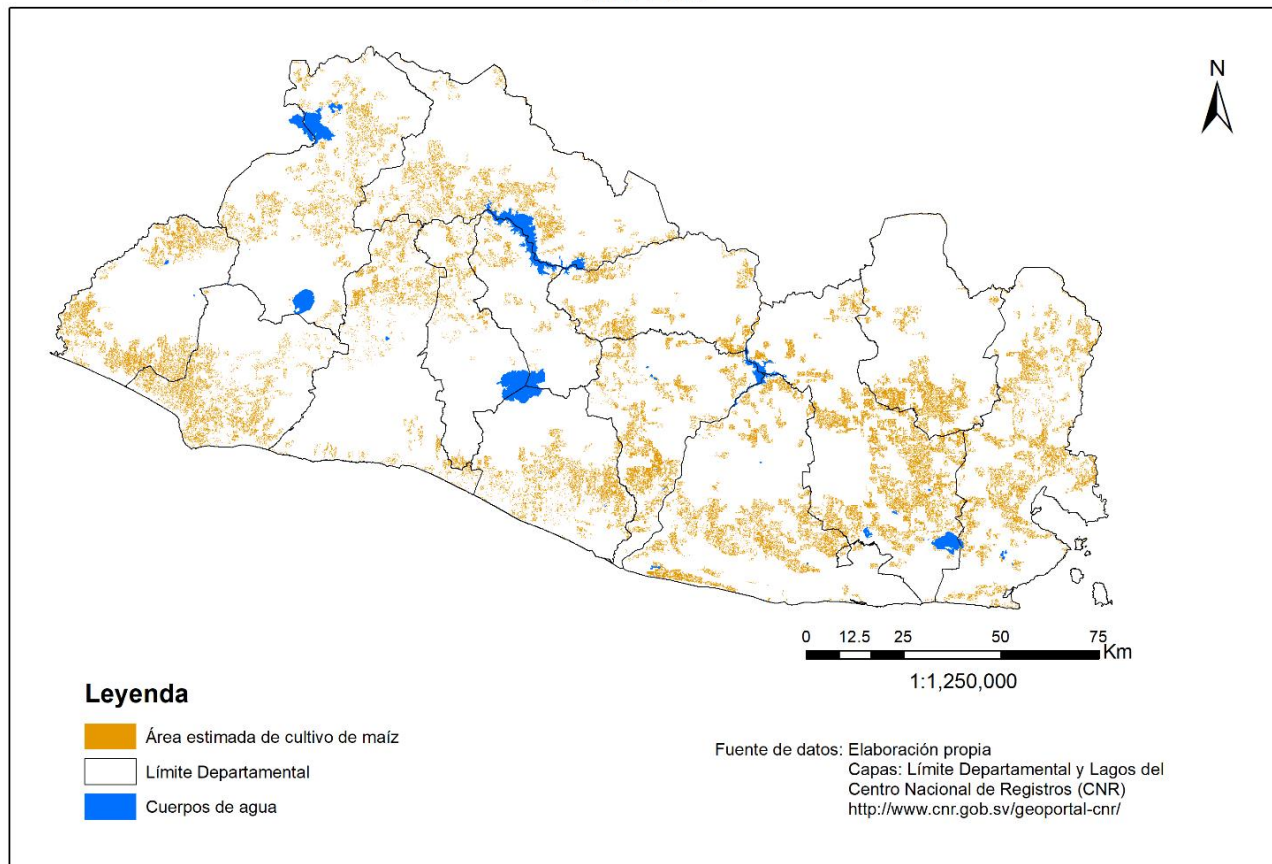 N
0 12.5 25 50 75
Km
1:1,250,000
Leyenda
Área estimada de cultivo de maíz
Límite Departamental
Cuerpos de agua
Fuente de datos: Elaboración propia
Capas: Límite Departamental y Lagos del
Centro Nacional de Registros (CNR)
http://www.cnr.gob.sv/geoportal-cnr/